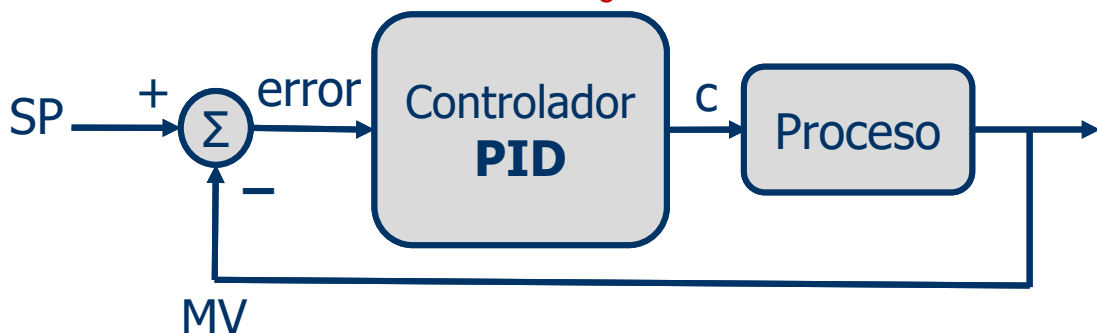 SP
+
Σ
−
error
Controlador
PID
c
Proceso
MV